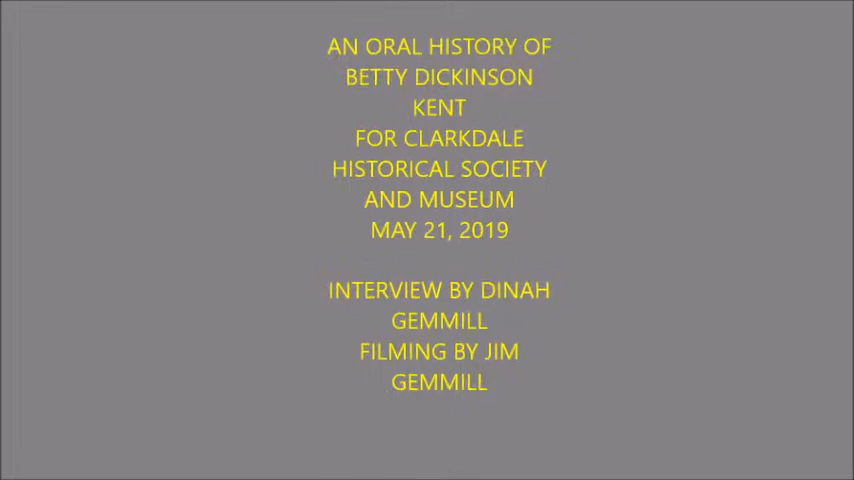 AN ORAL HISTORY OF
BETTY DICKINSON
KENT
FOR CLARKDALE
HISTORICAL SOCIETY
AND MUSEUM
MAY 21, 2019
INTERVIEW BY DINAH
GEMMILL
FILMING BY JIM
GEMMILL